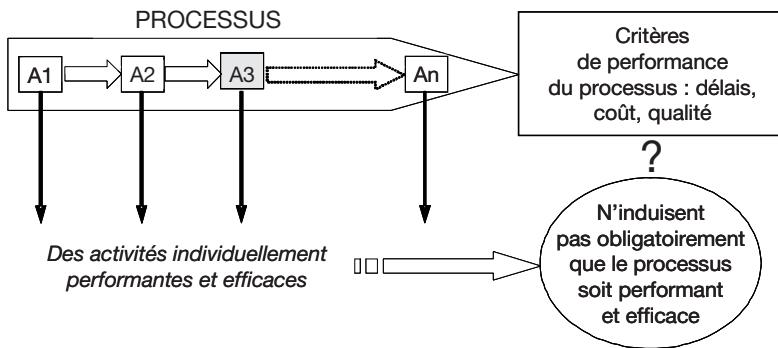 PROCESSUS
A1
A2
A3
An
Critères
de performance
du processus : délais,
coût, qualité
?
Des activités individuellement
performantes et efficaces
N'induisent
pas obligatoirement
que le processus
soit performant
et efficace